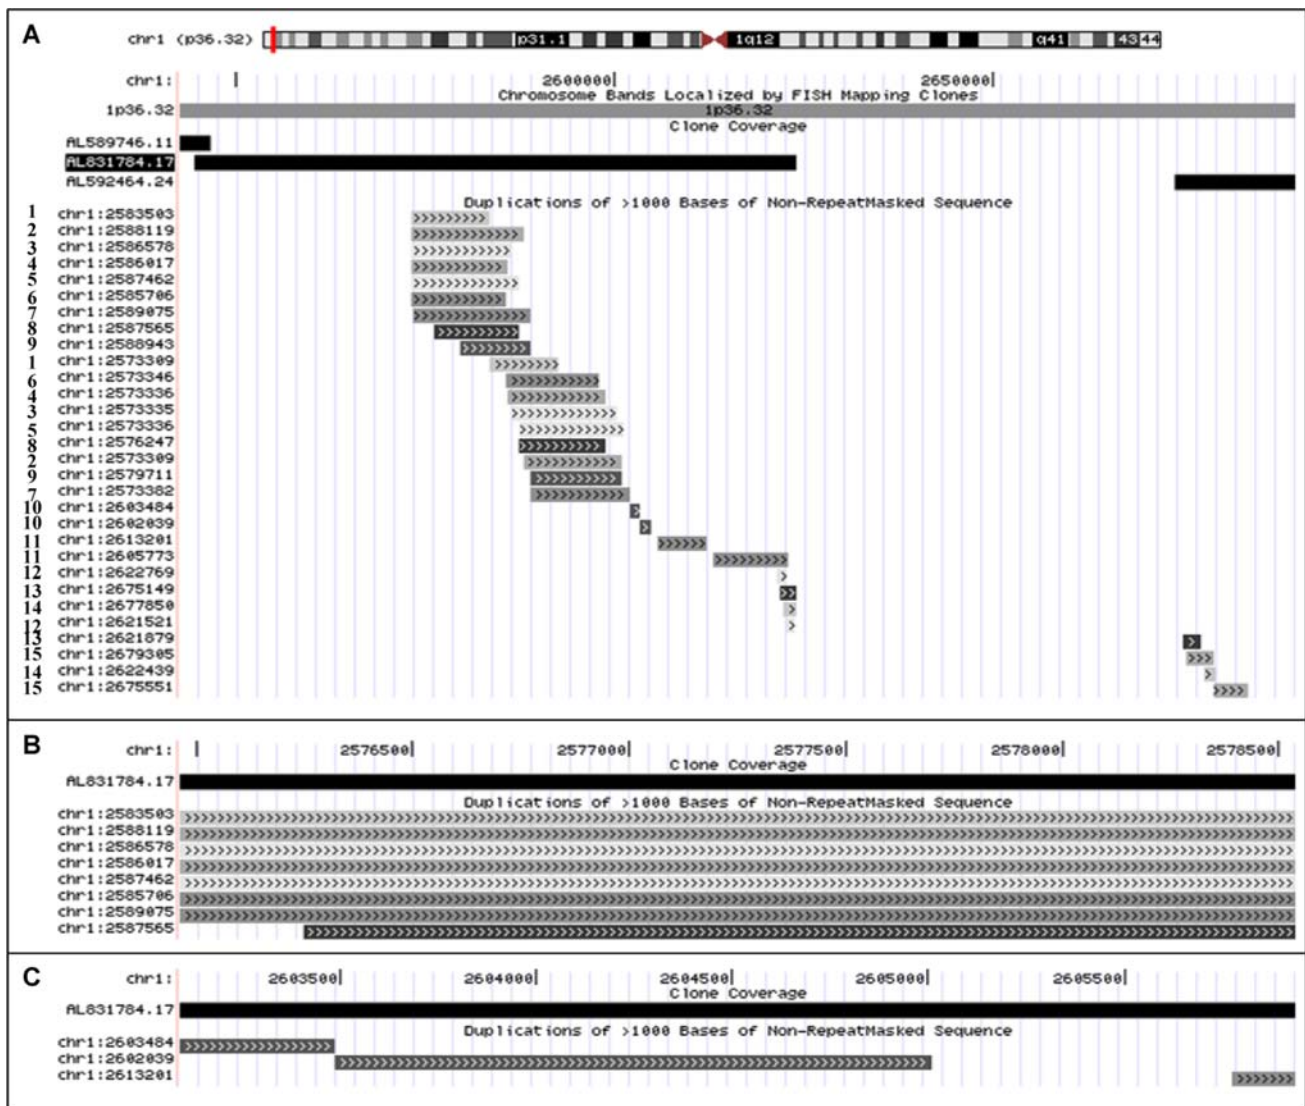 A
chr1 (p36.32) p31.1 1q12 q41 43 44
chr1: 2600000 2650000
Chromosome Bands Localized by FISH Mapping Clones
1p36.32 1p36.32
Clone Coverage
AL589746.11
AL831784.17
AL592464.24
Duplications of >1000 Bases of Non-RepeatMasked Sequence
1 chr1:2583503
2 chr1:2588119
3 chr1:2586578
4 chr1:2586017
5 chr1:2587462
6 chr1:2585706
7 chr1:2589075
8 chr1:2587565
9 chr1:2588943
1 chr1:2573309
6 chr1:2573346
4 chr1:2573336
3 chr1:2573335
5 chr1:2573336
8 chr1:2576247
2 chr1:2573309
9 chr1:2579711
7 chr1:2573382
10 chr1:2603484
10 chr1:2602039
11 chr1:2613201
11 chr1:2605773
12 chr1:2622769
13 chr1:2675149
14 chr1:2677850
12 chr1:2621521
13 chr1:2621879
15 chr1:2679305
14 chr1:2622439
15 chr1:2675551
B
chr1: 2576500 2577000 2577500 2578000 2578500
Clone Coverage
AL831784.17
Duplications of >1000 Bases of Non-RepeatMasked Sequence
chr1:2583503
chr1:2588119
chr1:2586578
chr1:2586017
chr1:2587462
chr1:2585706
chr1:2589075
chr1:2587565
C
chr1: 2603500 2604000 2604500 2605000 2605500
Clone Coverage
AL831784.17
Duplications of >1000 Bases of Non-RepeatMasked Sequence
chr1:2603484
chr1:2602039
chr1:2613201